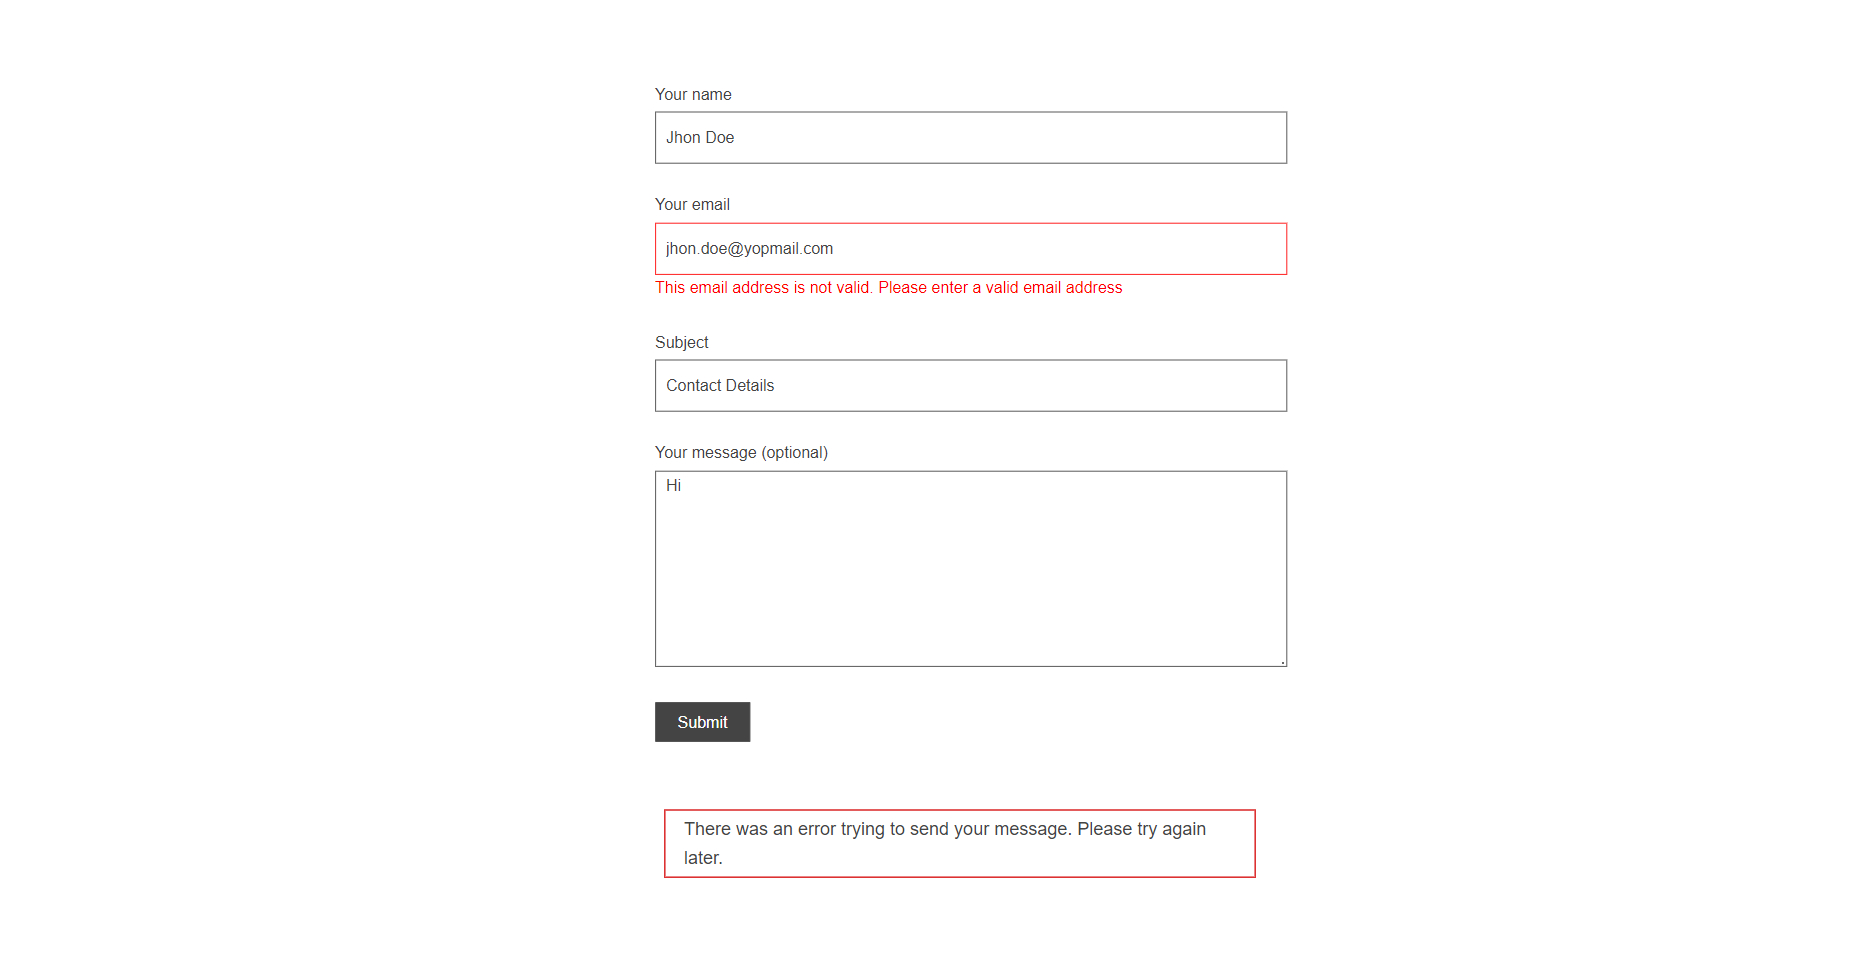 Your name
Jhon Doe
Your email
jhon.doe@yopmail.com
This email address is not valid. Please enter a valid email address
Subject
Contact Details
Your message (optional)
Hi
Submit
There was an error trying to send your message. Please try again
later.